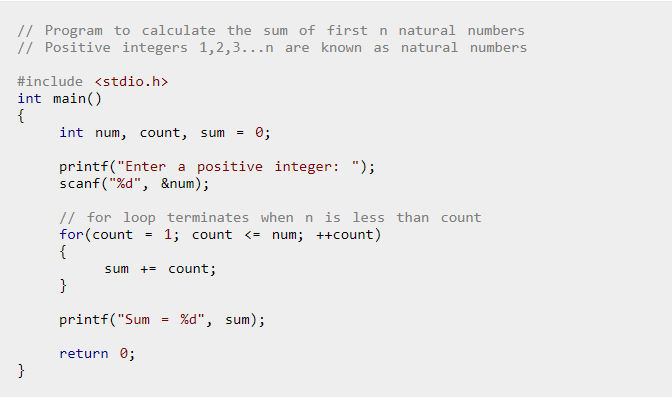 // Program to calculate the sum of first n natural numbers
// Positive integers 1,2,3...n are known as natural numbers
#include <stdio.h>
int main()
{
int num, count, sum = 0;
printf("Enter a positive integer: ");
scanf("%d", &num);
// for loop terminates when n is less than count
for(count = 1; count <= num; ++count)
{
sum += count;
}
printf("Sum = %d", sum);
return 0;
}